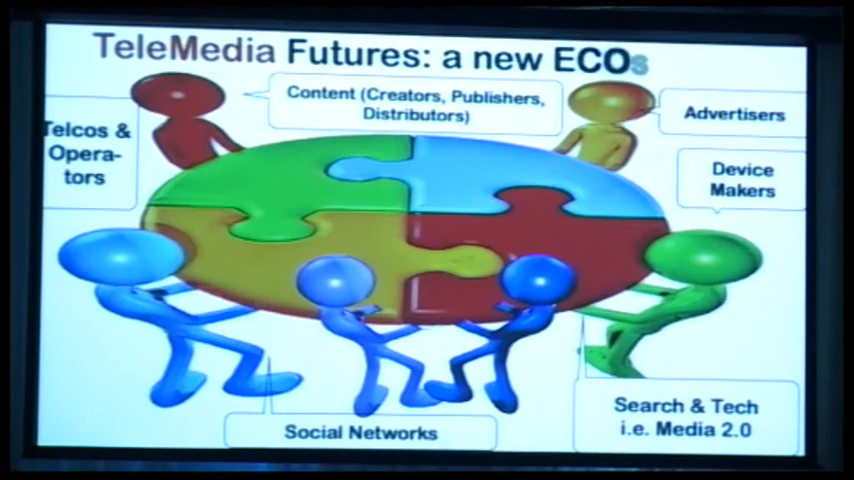 TeleMedia Futures: a new ECOs
Content (Creators, Publishers,
Distributors)
Advertisers
Telcos &
Opera-
tors
Device
Makers
Search & Tech
i.e. Media 2.0
Social Networks